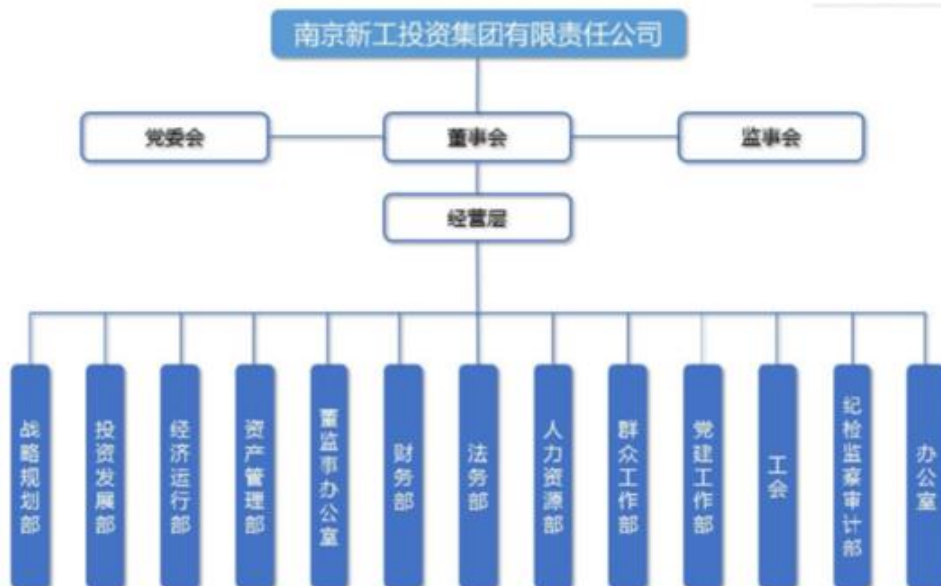 南京新工投资集团有限责任公司
党委会
董事会
监事会
经营层
战略规划部
投资发展部
经济运行部
资产管理部
董监事办公室
财务部
法务部
人力资源部
群众工作部
党建工作部
工会
纪检监察审计部
办公室